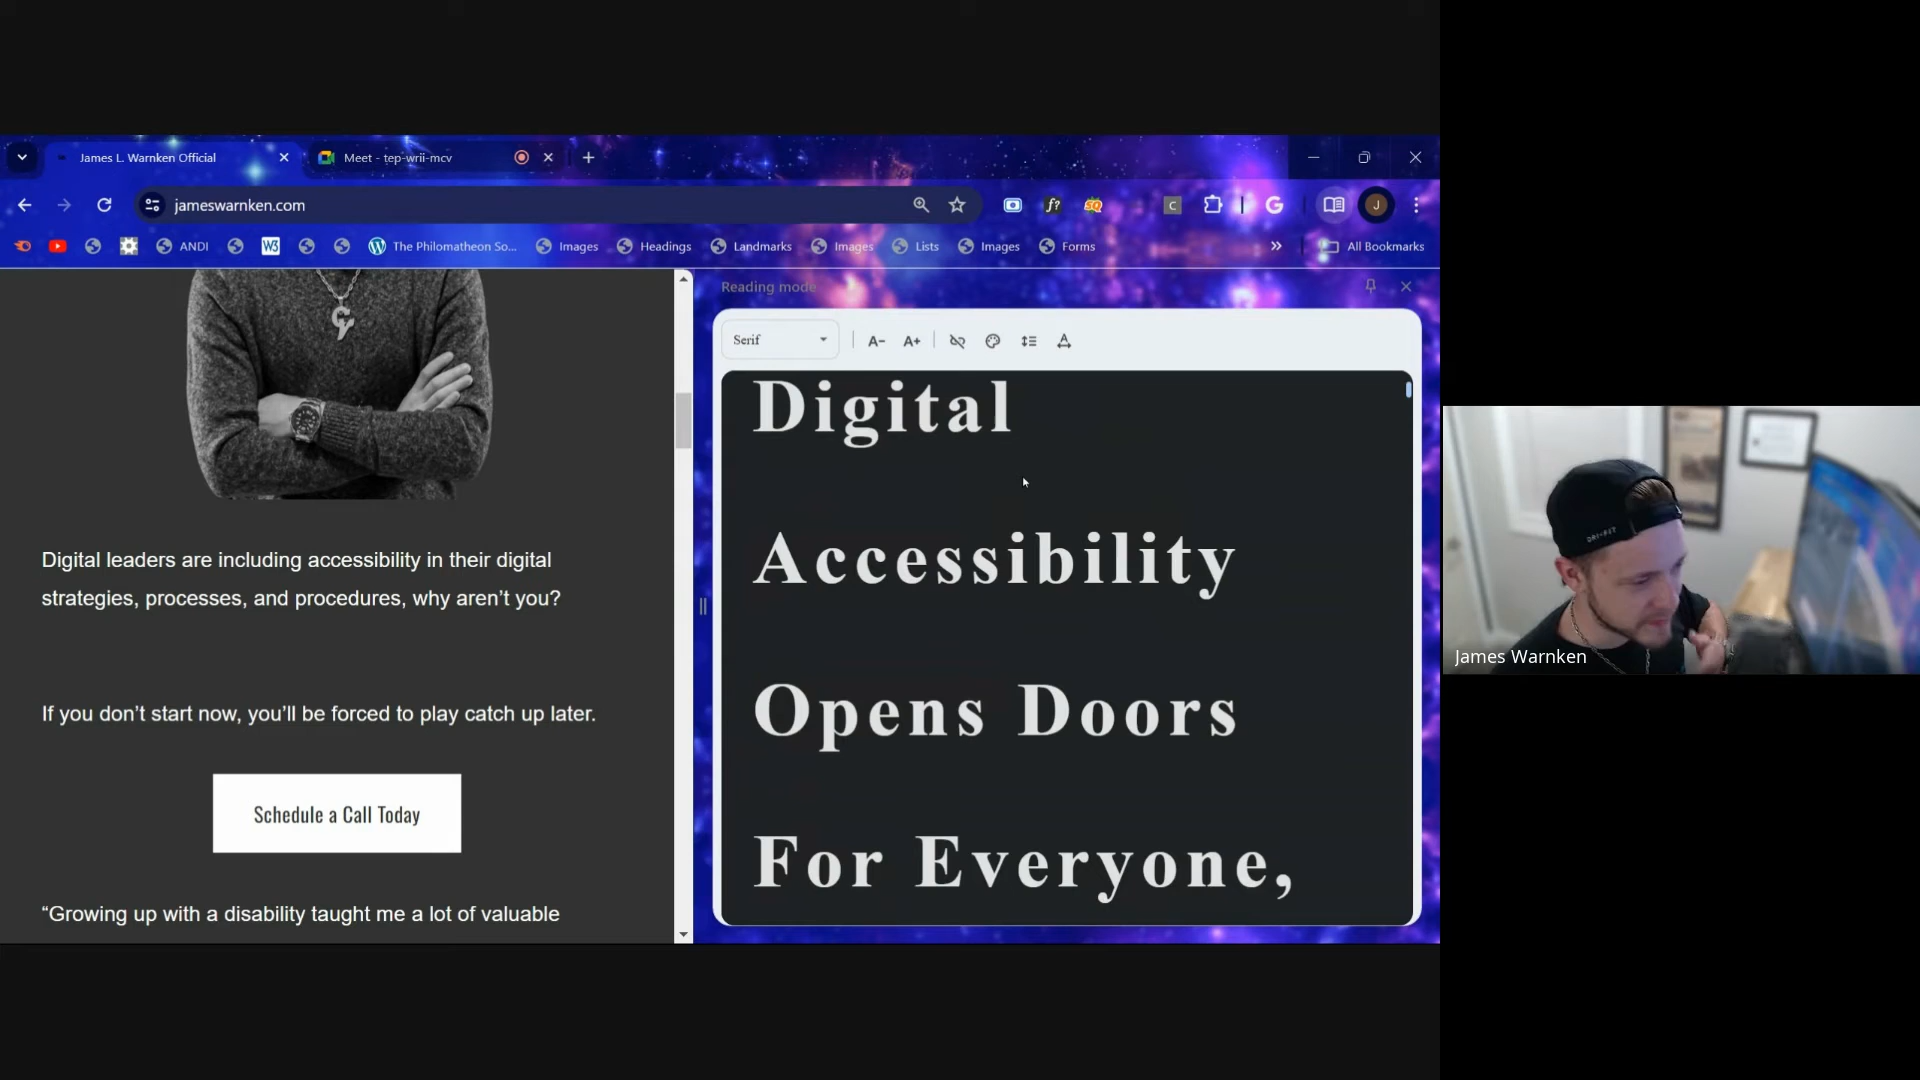 James L. Warnken Official
Meet - tep-wrii-mcv
jameswarnken.com
f?
SQ
C
G
J
ANDI
W3
The Philomatheon So...
Images
Headings
Landmarks
Images
Lists
Images
Forms
»
All Bookmarks
Digital leaders are including accessibility in their digital
strategies, processes, and procedures, why aren’t you?
If you don’t start now, you’ll be forced to play catch up later.
Schedule a Call Today
“Growing up with a disability taught me a lot of valuable
Reading mode
Serif
A-
A+
A
Digital
Accessibility
Opens Doors
For Everyone,
James Warnken